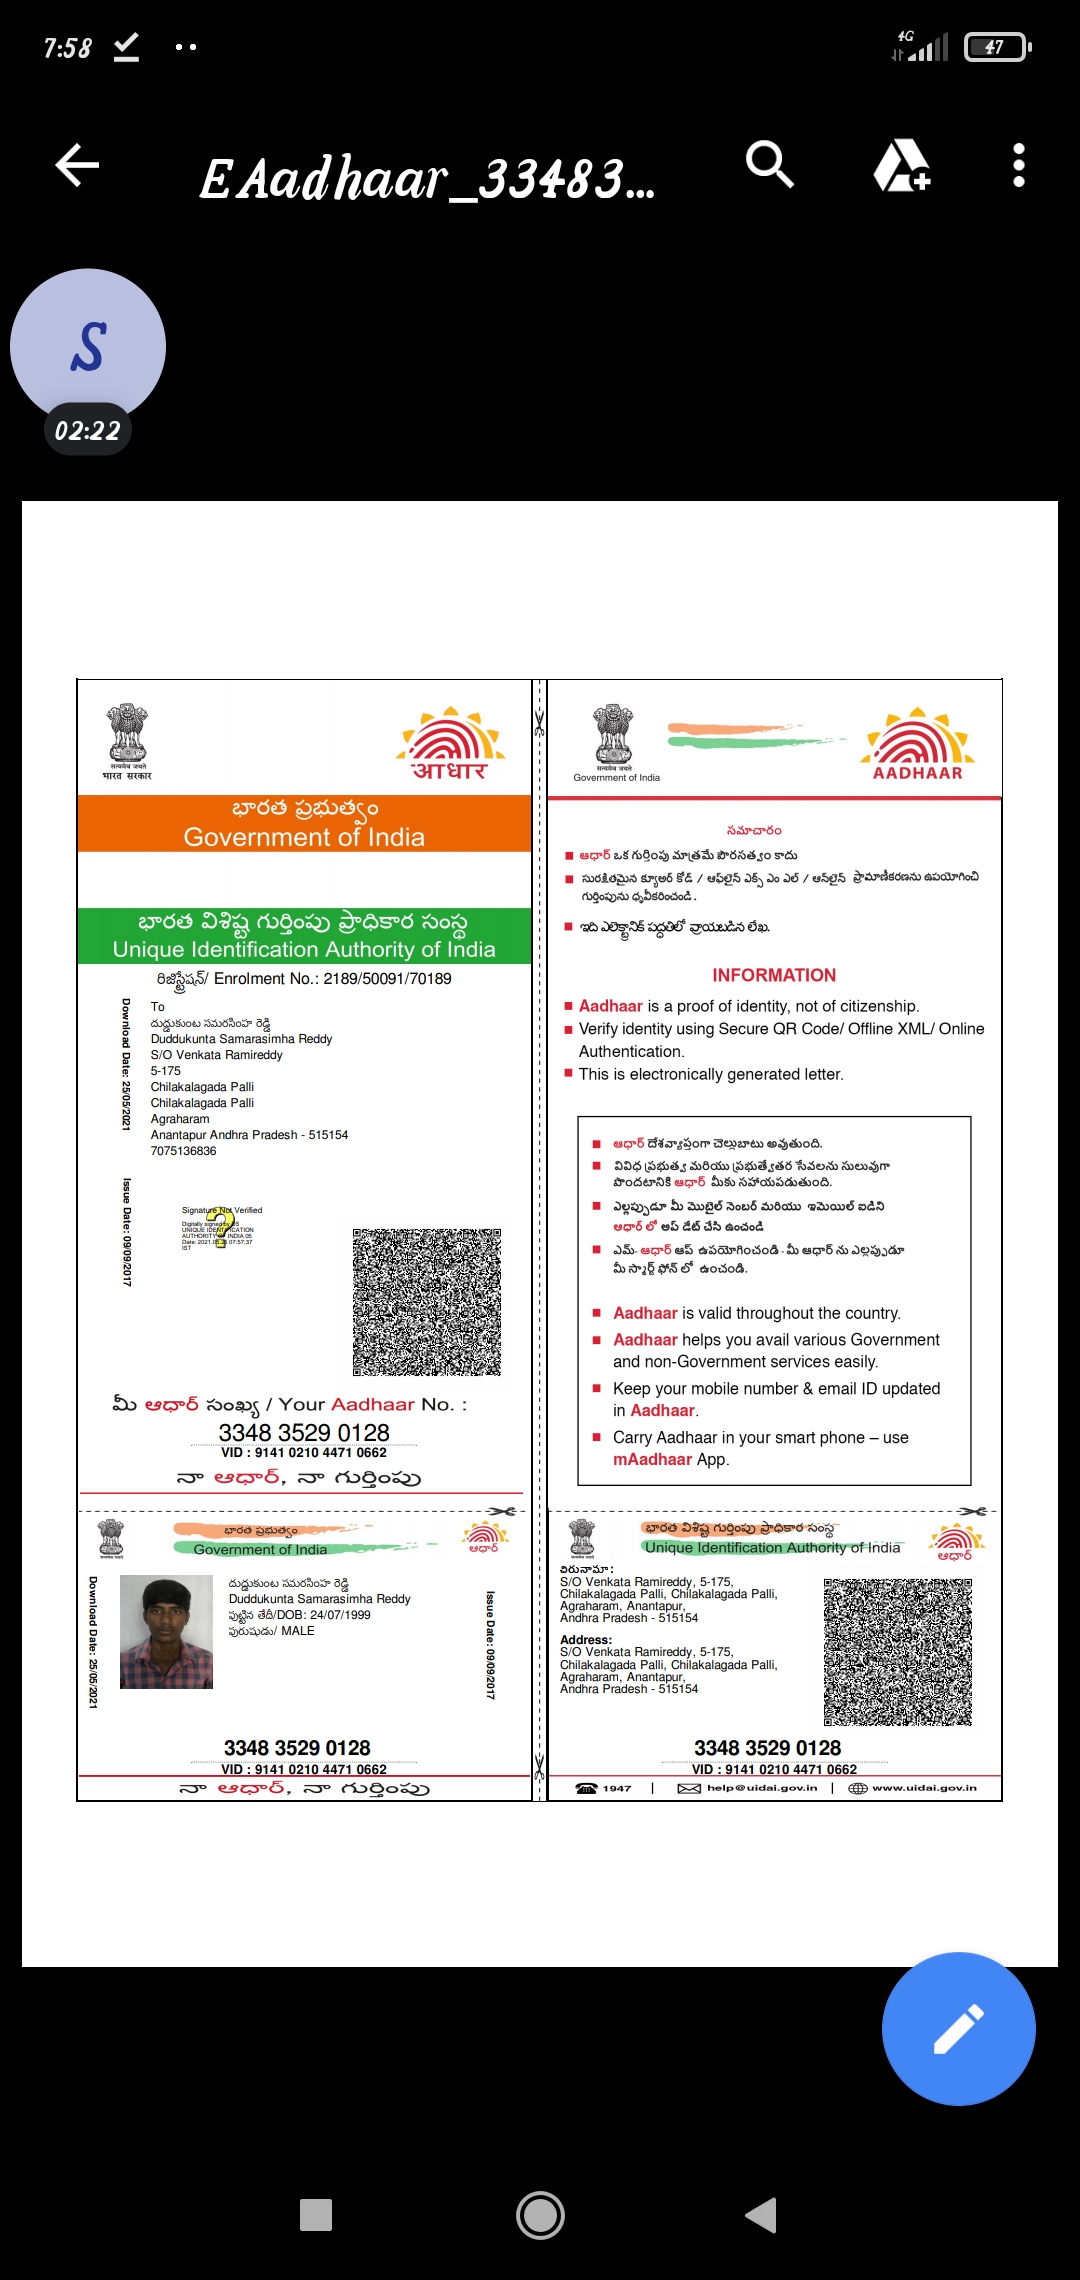 7:58
4G
47
EAadhaar_33483...
S
02:22
भारत सरकार
आधार
భారత ప్రభుత్వం
Government of India
భారత విశిష్ట గుర్తింపు ప్రాధికార సంస్థ
Unique Identification Authority of India
రిజిస్ట్రేషన్/ Enrolment No.: 2189/50091/70189
Download Date: 25/05/2021
To
దుద్దుకుంట సమరసింహ రెడ్డి
Duddukunta Samarasimha Reddy
S/O Venkata Ramireddy
5-175
Chilakalagada Palli
Chilakalagada Palli
Agraharam
Anantapur Andhra Pradesh - 515154
7075136836
Issue Date: 09/09/2017
Signature Not Verified
Digitally signed by DS
UNIQUE IDENTIFICATION
AUTHORITY OF INDIA 05
IST
మీ ఆధార్ సంఖ్య / Your Aadhaar No. :
3348 3529 0128
VID : 9141 0210 4471 0662
నా ఆధార్, నా గుర్తింపు
Government of India
AADHAAR
సమాచారం
ఆధార్ ఒక గుర్తింపు మాత్రమే పౌరసత్వం కాదు
సురక్షితమైన క్యూఆర్ కోడ్ / ఆఫ్‌లైన్ ఎక్స్ ఎం ఎల్ / ఆన్‌లైన్ ప్రామాణికరణను ఉపయోగించి
గుర్తింపును ధృవీకరించండి.
ఇది ఎలెక్ట్రానిక్ పద్ధతిలో వ్రాయబడిన లేఖ.
INFORMATION
Aadhaar is a proof of identity, not of citizenship.
Verify identity using Secure QR Code/ Offline XML/ Online
Authentication.
This is electronically generated letter.
ఆధార్ దేశవ్యాప్తంగా చెల్లుబాటు అవుతుంది.
వివిధ ప్రభుత్వ మరియు ప్రభుత్వేతర సేవలను సులువుగా
పొందటానికి ఆధార్ మీకు సహాయపడుతుంది.
ఎల్లప్పుడూ మీ మొబైల్ నెంబర్ మరియు ఇమెయిల్ ఐడిని
ఆధార్ లో అప్ డేట్ చేసి ఉంచండి
ఎమ్- ఆధార్ ఆప్ ఉపయోగించండి - మీ ఆధార్ ను ఎల్లప్పుడూ
మీ స్మార్ట్ ఫోన్ లో ఉంచండి.
Aadhaar is valid throughout the country.
Aadhaar helps you avail various Government
and non-Government services easily.
Keep your mobile number & email ID updated
in Aadhaar.
Carry Aadhaar in your smart phone – use
mAadhaar App.
భారత ప్రభుత్వం
Government of India
ఆధార్
Download Date: 25/05/2021
దుద్దుకుంట సమరసింహ రెడ్డి
Duddukunta Samarasimha Reddy
పుట్టిన తేదీ/DOB: 24/07/1999
పురుషుడు/ MALE
Issue Date: 09/09/2017
3348 3529 0128
VID : 9141 0210 4471 0662
నా ఆధార్, నా గుర్తింపు
భారత విశిష్ట గుర్తింపు ప్రాధికార సంస్థ
Unique Identification Authority of India
ఆధార్
చిరునామా :
S/O Venkata Ramireddy, 5-175,
Chilakalagada Palli, Chilakalagada Palli,
Agraharam, Anantapur,
Andhra Pradesh - 515154
Address:
S/O Venkata Ramireddy, 5-175,
Chilakalagada Palli, Chilakalagada Palli,
Agraharam, Anantapur,
Andhra Pradesh - 515154
3348 3529 0128
VID : 9141 0210 4471 0662
1947 | help@uidai.gov.in | www.uidai.gov.in